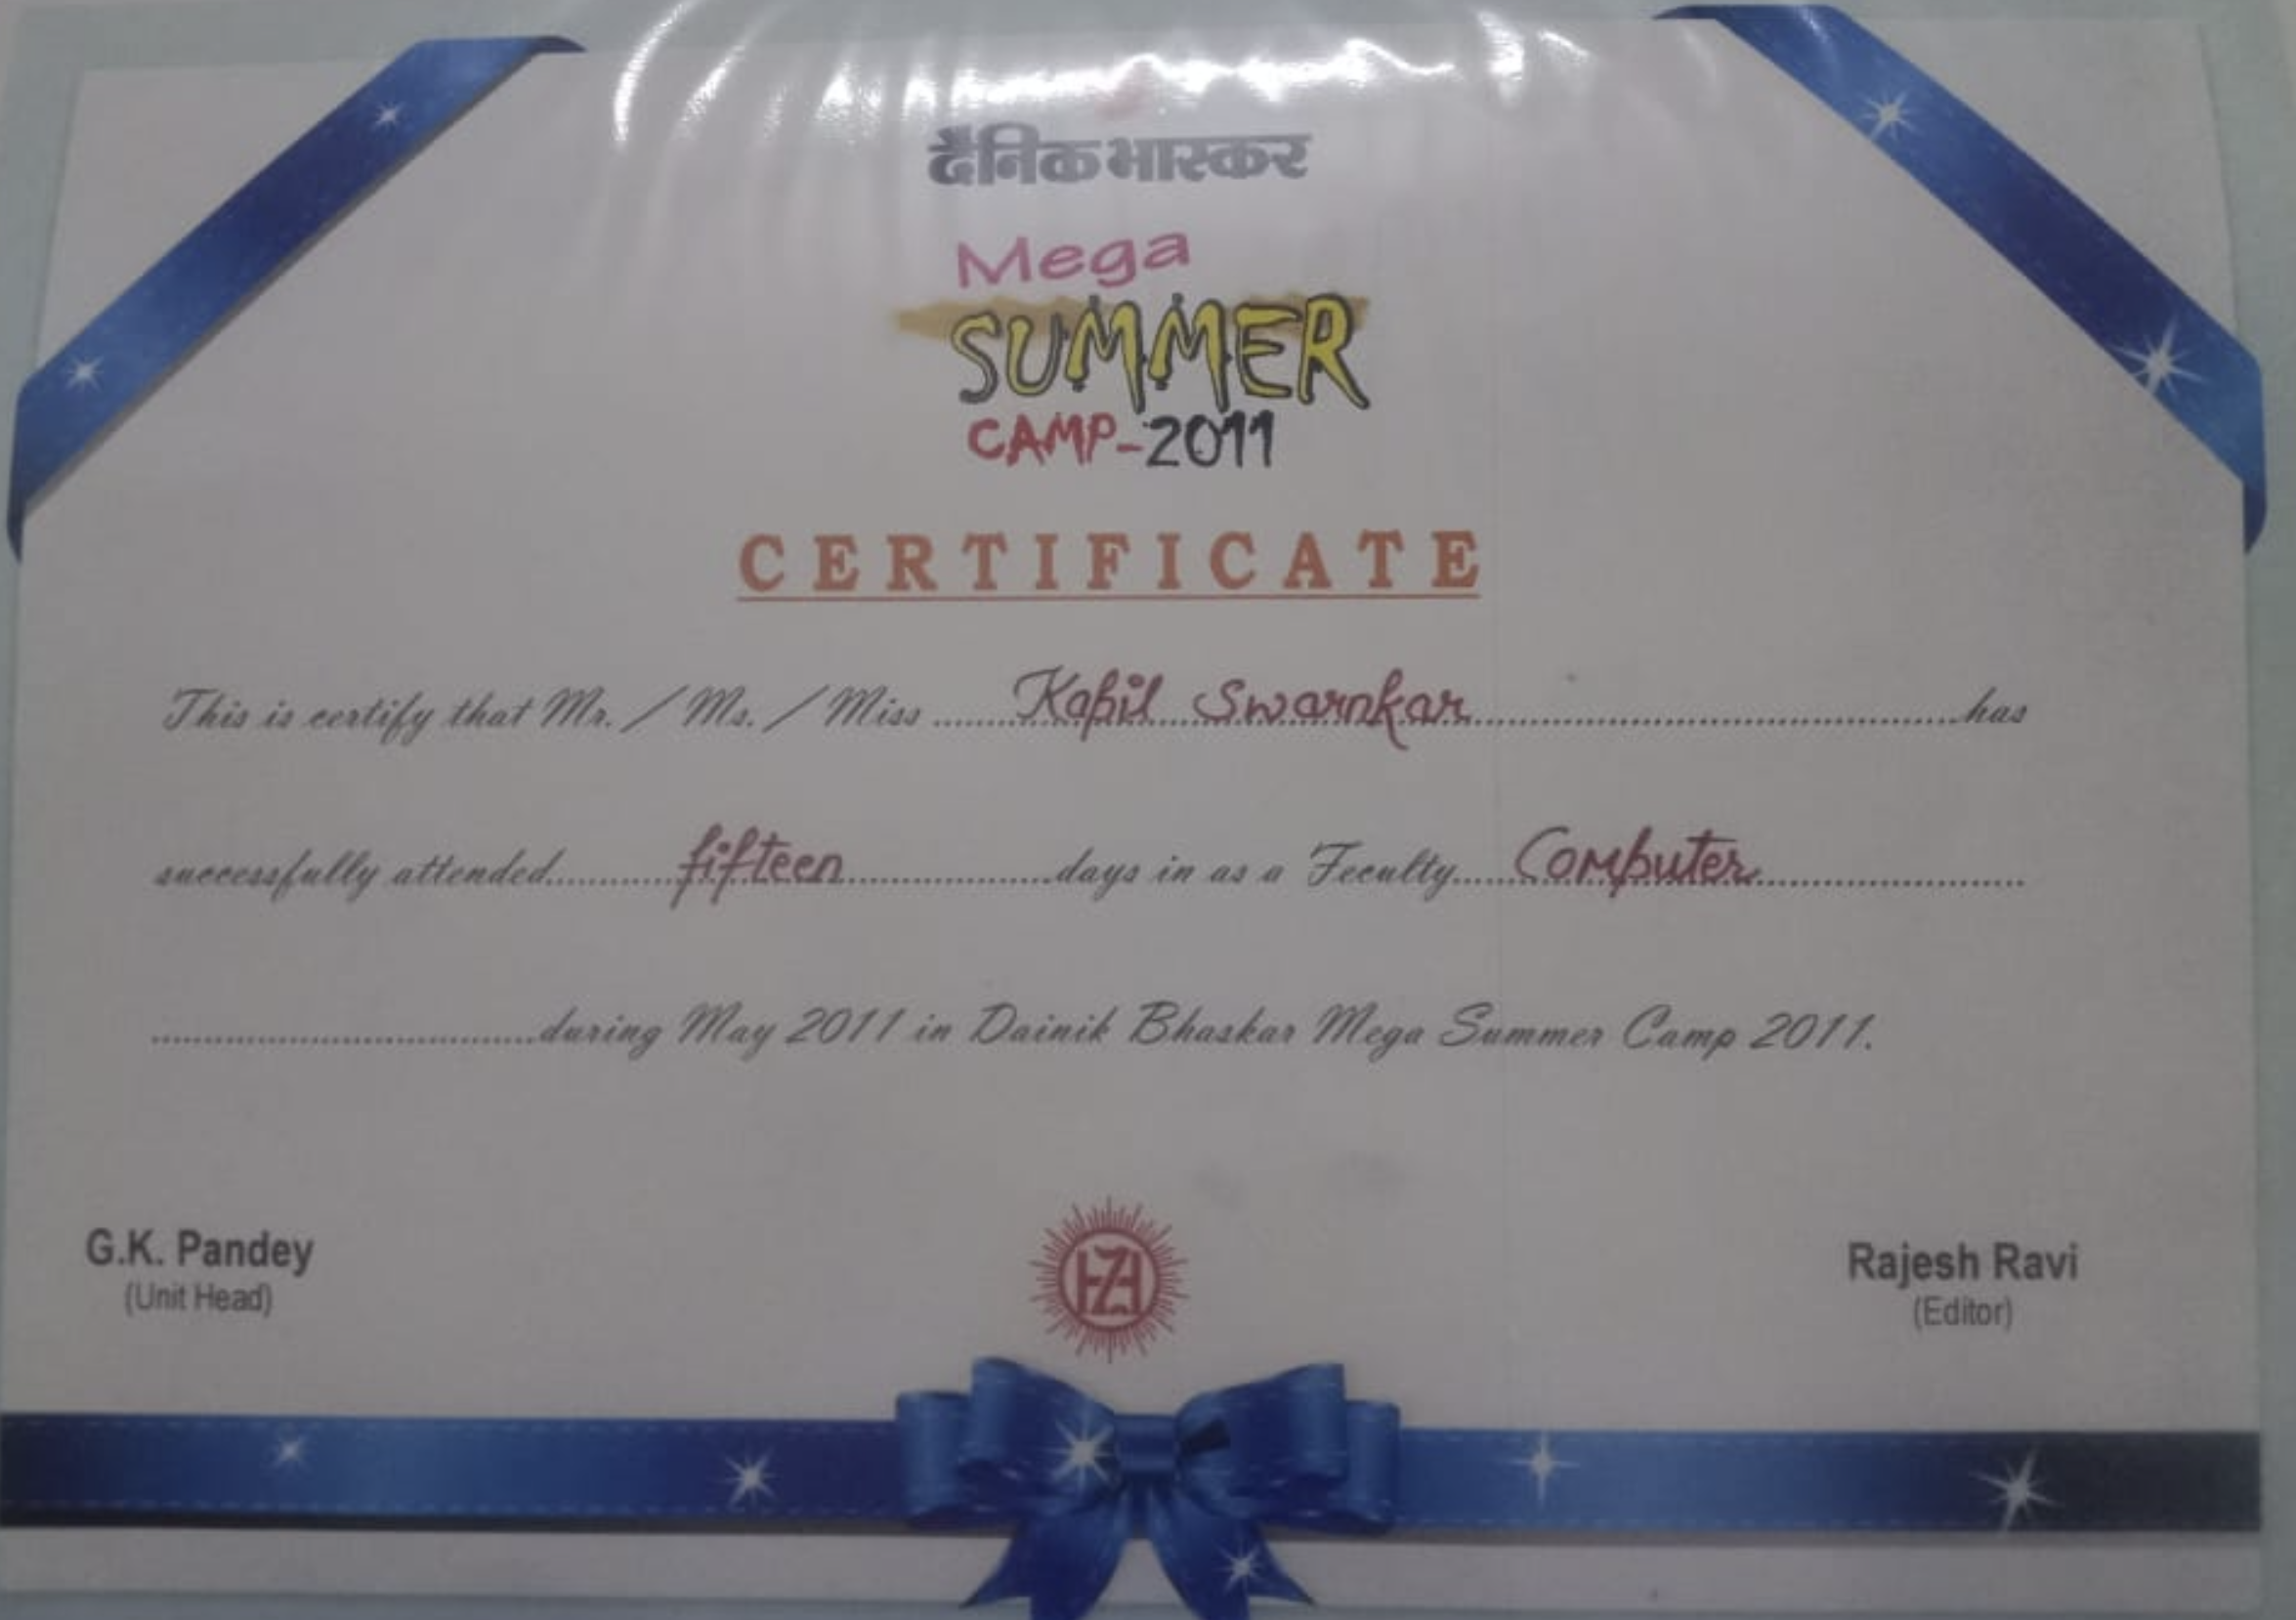 दैनिक भास्कर
Mega
SUMMER
CAMP-2011
CERTIFICATE
This is certify that Mr. / Ms. / Miss ..... Kapil Swarnkar ..... has
successfully attended..... fifteen .....days in as a Feculty..... Computer .....
.....during May 2011 in Dainik Bhaskar Mega Summer Camp 2011.
G.K. Pandey
(Unit Head)
Rajesh Ravi
(Editor)